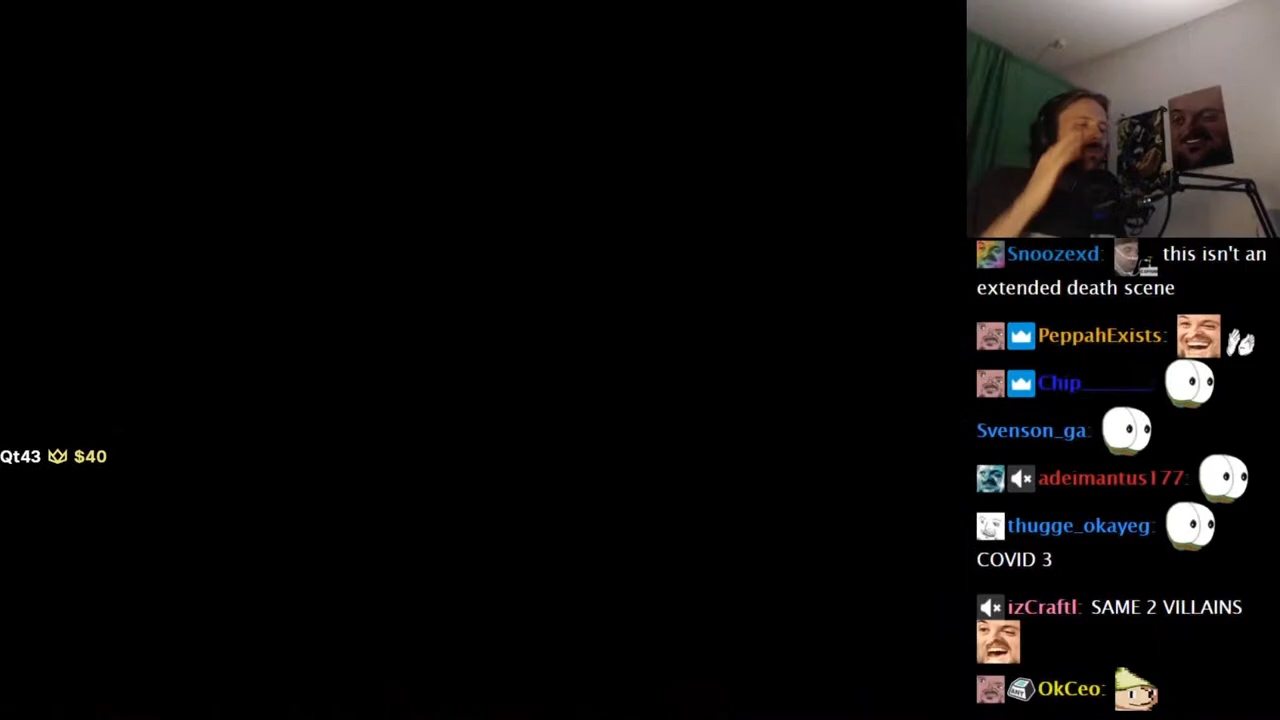 Snoozexd: this isn't an
extended death scene
PeppahExists:
Chip_______:
Qt43 $40
Svenson_ga:
adeimantus177:
thugge_okayeg:
COVID 3
izCraftl: SAME 2 VILLAINS
OkCeo: